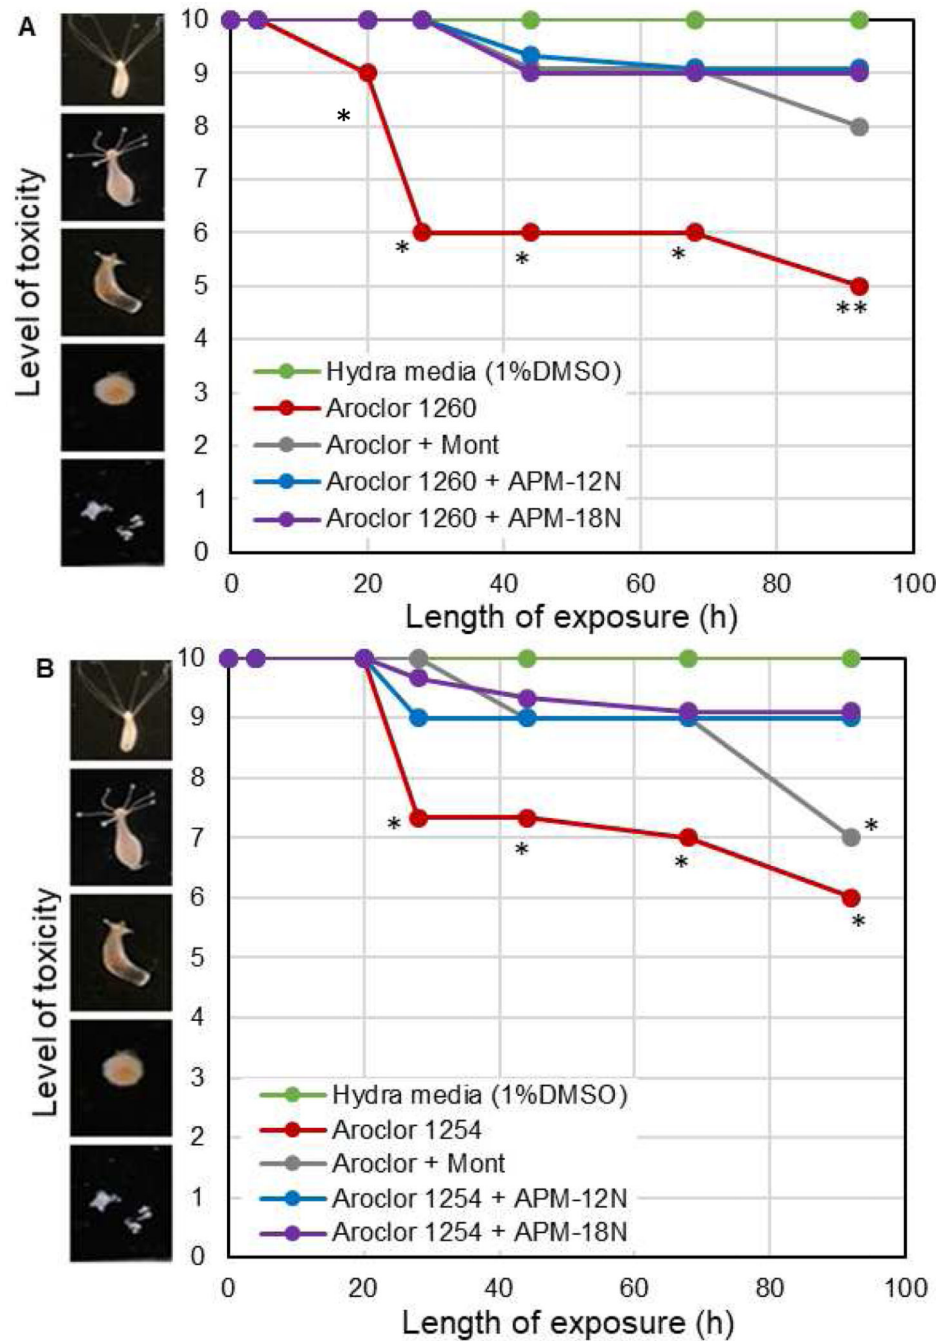 A
Level of toxicity
10
9
8
7
6
5
4
3
2
1
0
*
*
*
*
**
Hydra media (1%DMSO)
Aroclor 1260
Aroclor + Mont
Aroclor 1260 + APM-12N
Aroclor 1260 + APM-18N
0 20 40 60 80 100
Length of exposure (h)
B
Level of toxicity
10
9
8
7
6
5
4
3
2
1
0
*
*
*
*
*
Hydra media (1%DMSO)
Aroclor 1254
Aroclor + Mont
Aroclor 1254 + APM-12N
Aroclor 1254 + APM-18N
0 20 40 60 80 100
Length of exposure (h)